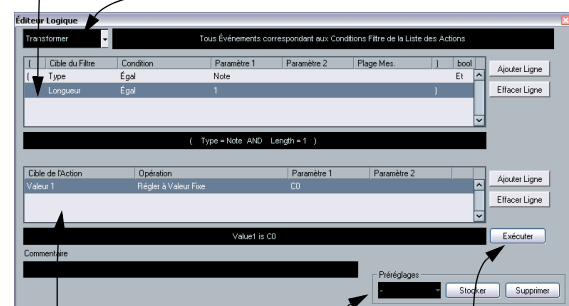 Éditeur Logique
Transformer
Tous Événements correspondant aux Conditions Filtre de la Liste des Actions
( Cible du Filtre Condition Paramètre 1 Paramètre 2 Plage Mes. ) bool
( Type Égal Note Et
Longueur Égal 1 )
Ajouter Ligne
Effacer Ligne
( Type = Note AND Length = 1 )
Cible de l'Action Opération Paramètre 1 Paramètre 2
Valeur 1 Régler à Valeur Fixe C0
Ajouter Ligne
Effacer Ligne
Value1 is C0
Exécuter
Commentaire
Préréglages
- Stocker Supprimer